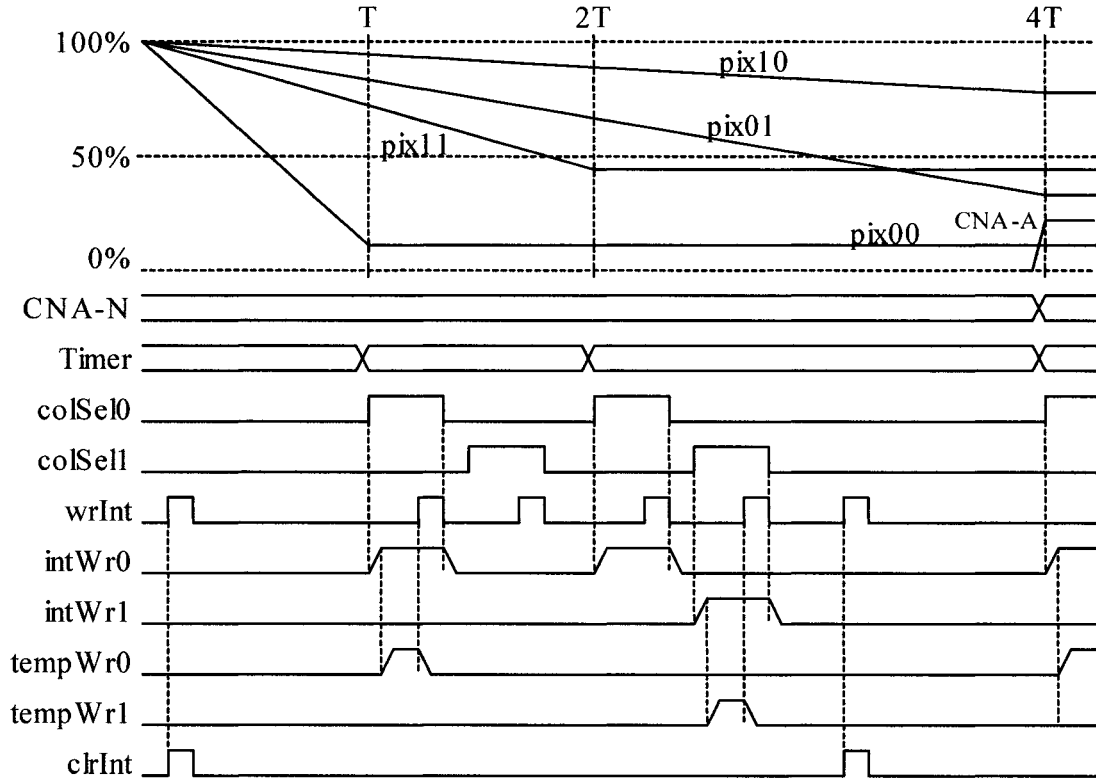 T 2T 4T
100%
pix10
pix01
50%
pix11
CNA-A
pix00
0%
CNA-N
Timer
colSel0
colSel1
wrInt
intWr0
intWr1
tempWr0
tempWr1
clrInt